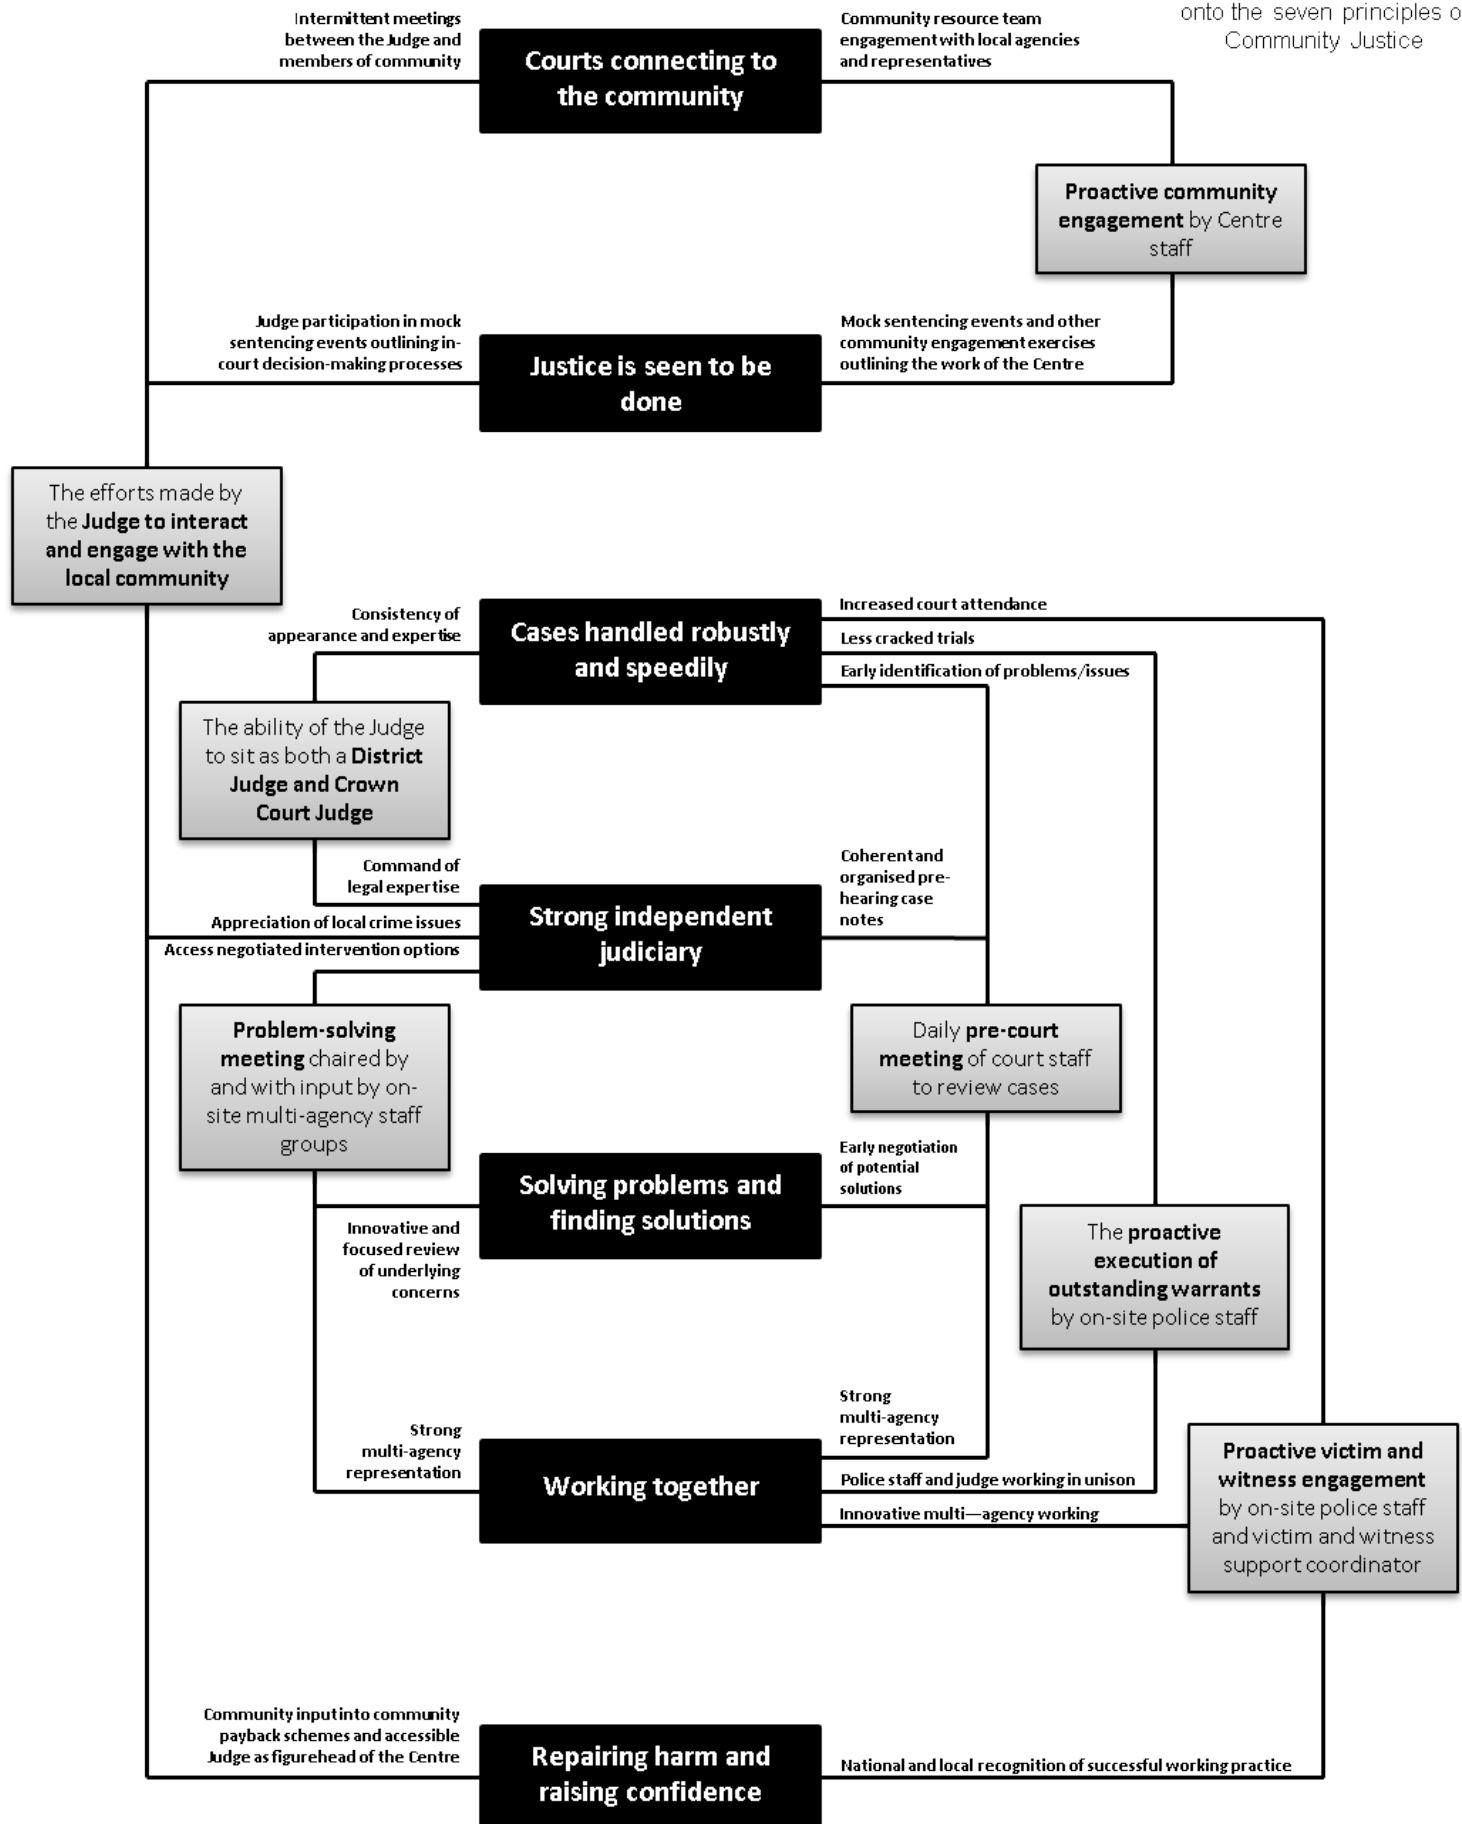 onto the seven principles o
Community Justice
Intermittent meetings
between the Judge and
members of community
Courts connecting to
the community
Community resource team
engagement with local agencies
and representatives
Proactive community
engagement by Centre
staff
Judge participation in mock
sentencing events outlining in-
court decision-making processes
Justice is seen to be
done
Mock sentencing events and other
community engagement exercises
outlining the work of the Centre
The efforts made by
the Judge to interact
and engage with the
local community
Consistency of
appearance and expertise
Cases handled robustly
and speedily
Increased court attendance
Less cracked trials
Early identification of problems/issues
The ability of the Judge
to sit as both a District
Judge and Crown
Court Judge
Command of
legal expertise
Appreciation of local crime issues
Access negotiated intervention options
Strong independent
judiciary
Coherent and
organised pre-
hearing case
notes
Problem-solving
meeting chaired by
and with input by on-
site multi-agency staff
groups
Daily pre-court
meeting of court staff
to review cases
Innovative and
focused review
of underlying
concerns
Solving problems and
finding solutions
Early negotiation
of potential
solutions
The proactive
execution of
outstanding warrants
by on-site police staff
Strong
multi-agency
representation
Working together
Strong
multi-agency
representation
Police staff and judge working in unison
Innovative multi—agency working
Proactive victim and
witness engagement
by on-site police staff
and victim and witness
support coordinator
Community input into community
payback schemes and accessible
Judge as figurehead of the Centre
Repairing harm and
raising confidence
National and local recognition of successful working practice